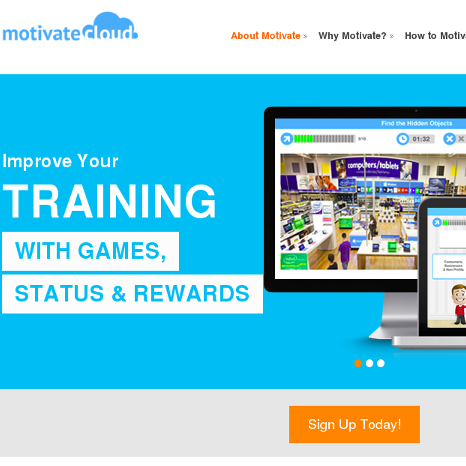 motivatecloud
About Motivate » Why Motivate? » How to Motiv
Improve Your
TRAINING
WITH GAMES,
STATUS & REWARDS
Find the Hidden Objects
01:32
computers/tablets
Sign Up Today!